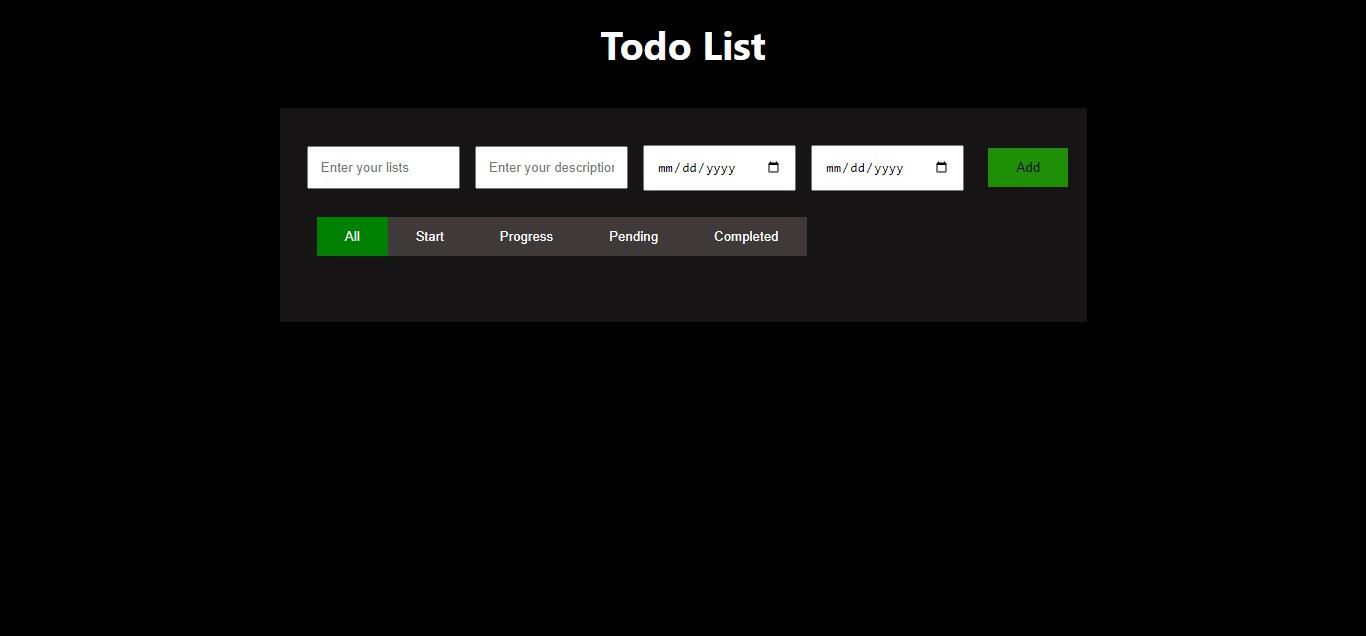 Todo List
Enter your lists Enter your description mm/dd/yyyy mm/dd/yyyy Add
All Start Progress Pending Completed